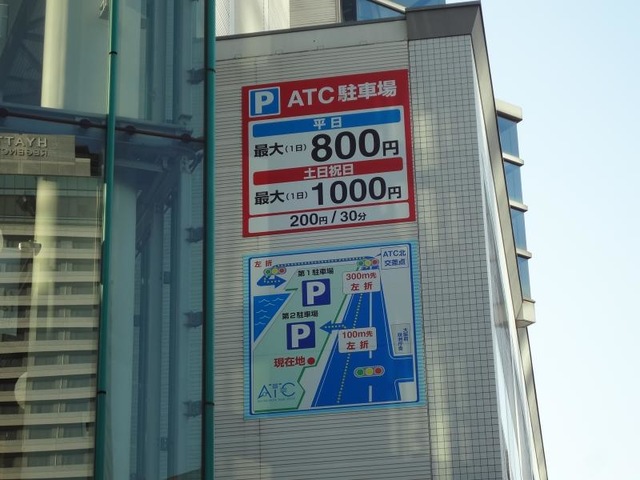 P ATC駐車場
平日
最大(1日)800円
土日祝日
最大(1日)1000円
200円/30分
左折
ATC北
交差点
第1駐車場
P
300m先
左折
第2駐車場
P
100m先
左折
現在地
ATC
HYATT
REGENCY